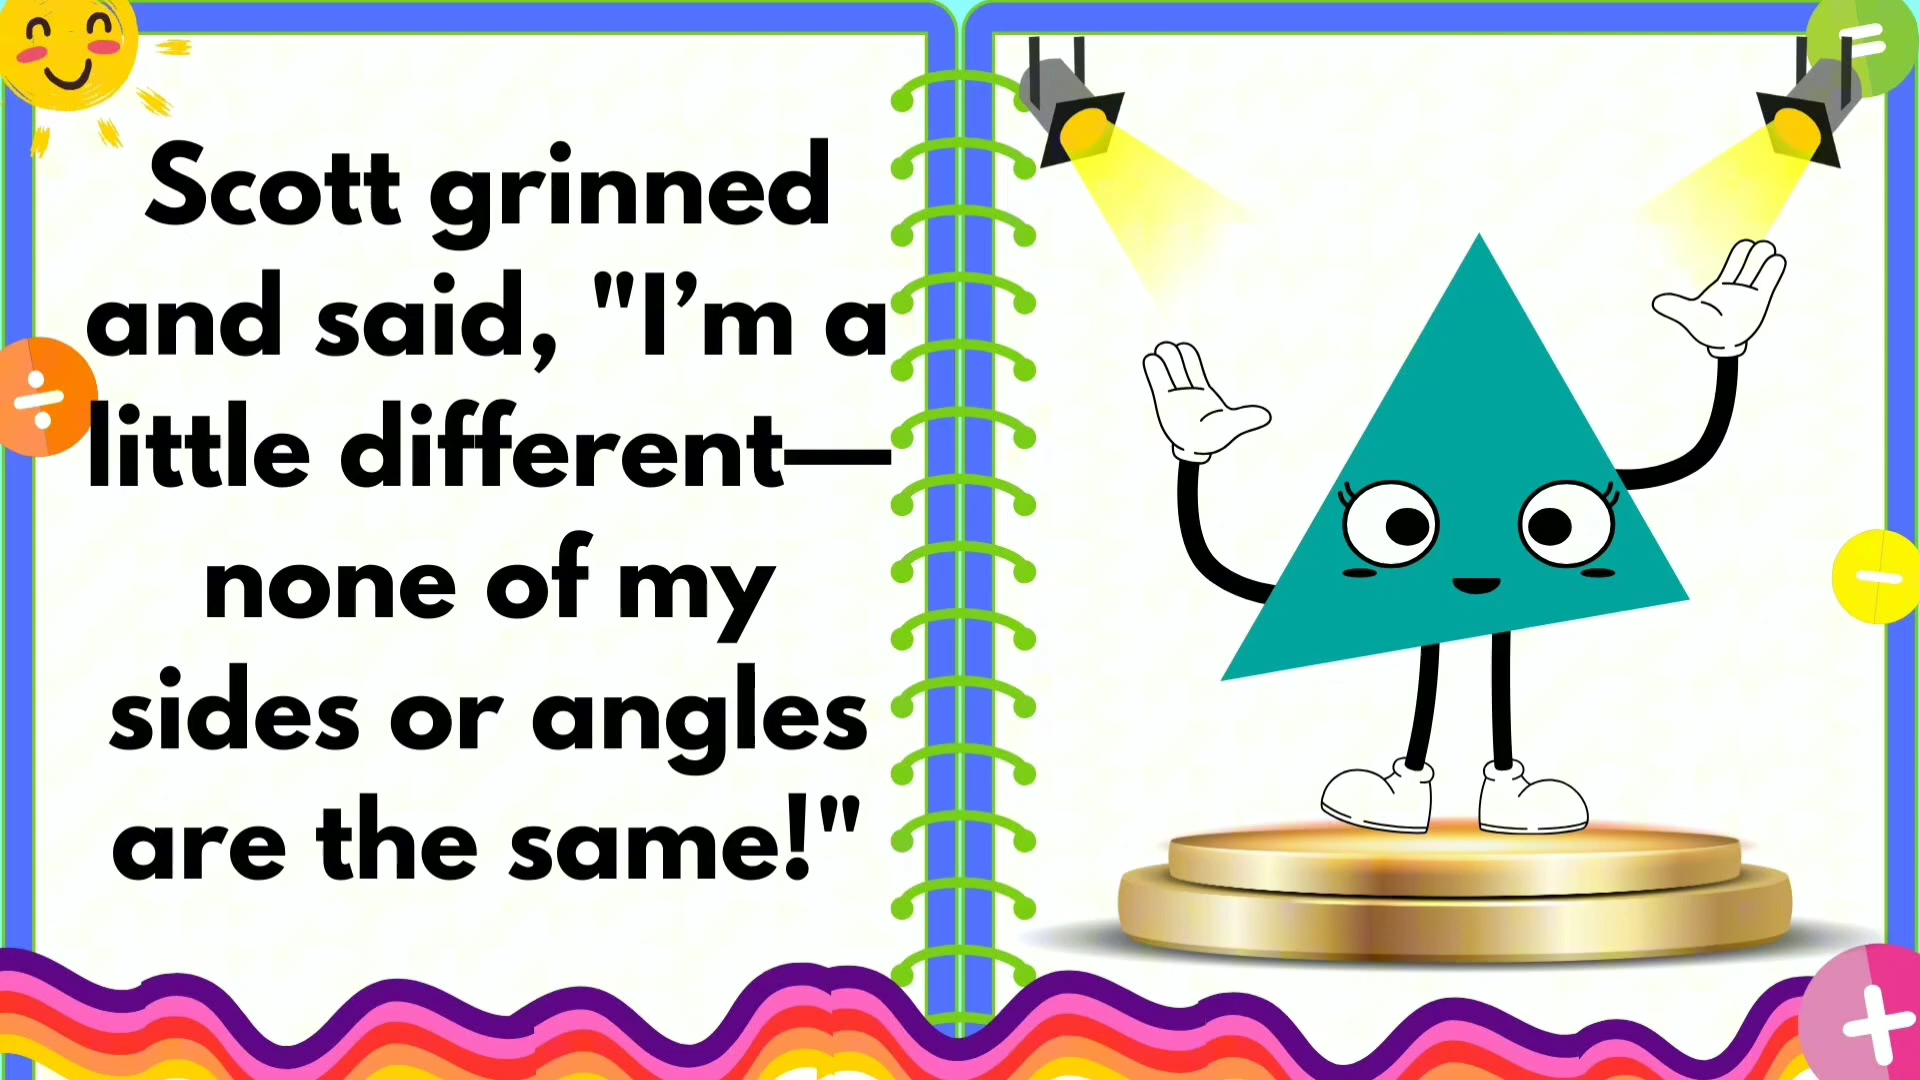 Scott grinned
and said, "I’m a
little different—
none of my
sides or angles
are the same!"